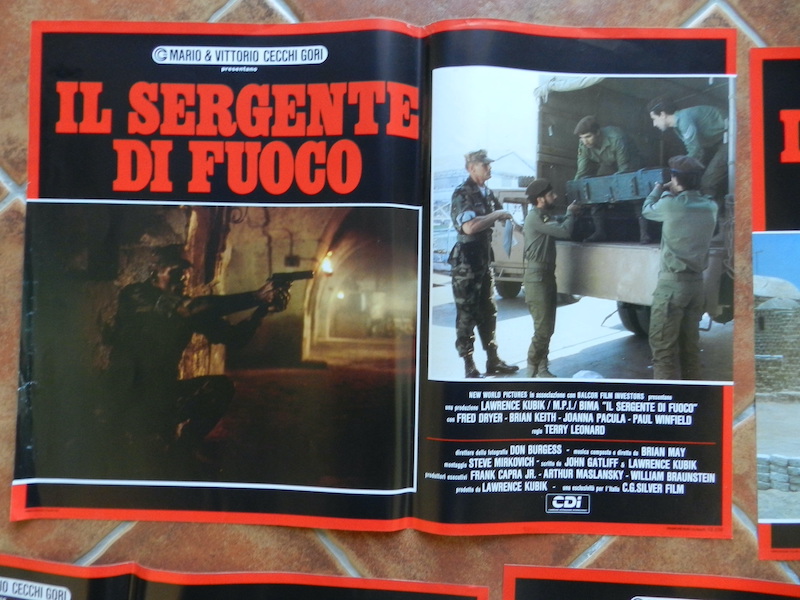 MARIO & VITTORIO CECCHI GORI
presentano
IL SERGENTE
DI FUOCO
NEW WORLD PICTURES in associazione con BALCOR FILM INVESTORS presentano
una produzione LAWRENCE KUBIK / M.P.I./ BIMA "IL SERGENTE DI FUOCO"
con FRED DRYER - BRIAN KEITH - JOANNA PACULA - PAUL WINFIELD
regia TERRY LEONARD
direttore della fotografia DON BURGESS - musica composta e diretta da BRIAN MAY
montaggio STEVE MIRKOVICH - scritto da JOHN GATLIFF & LAWRENCE KUBIK
produttori esecutivi FRANK CAPRA JR. - ARTHUR MASLANSKY - WILLIAM BRAUNSTEIN
prodotto da LAWRENCE KUBIK - una esclusività per l'Italia C.G.SILVER FILM
CDI
IO CECCHI GORI
MARIO & VITTORIO